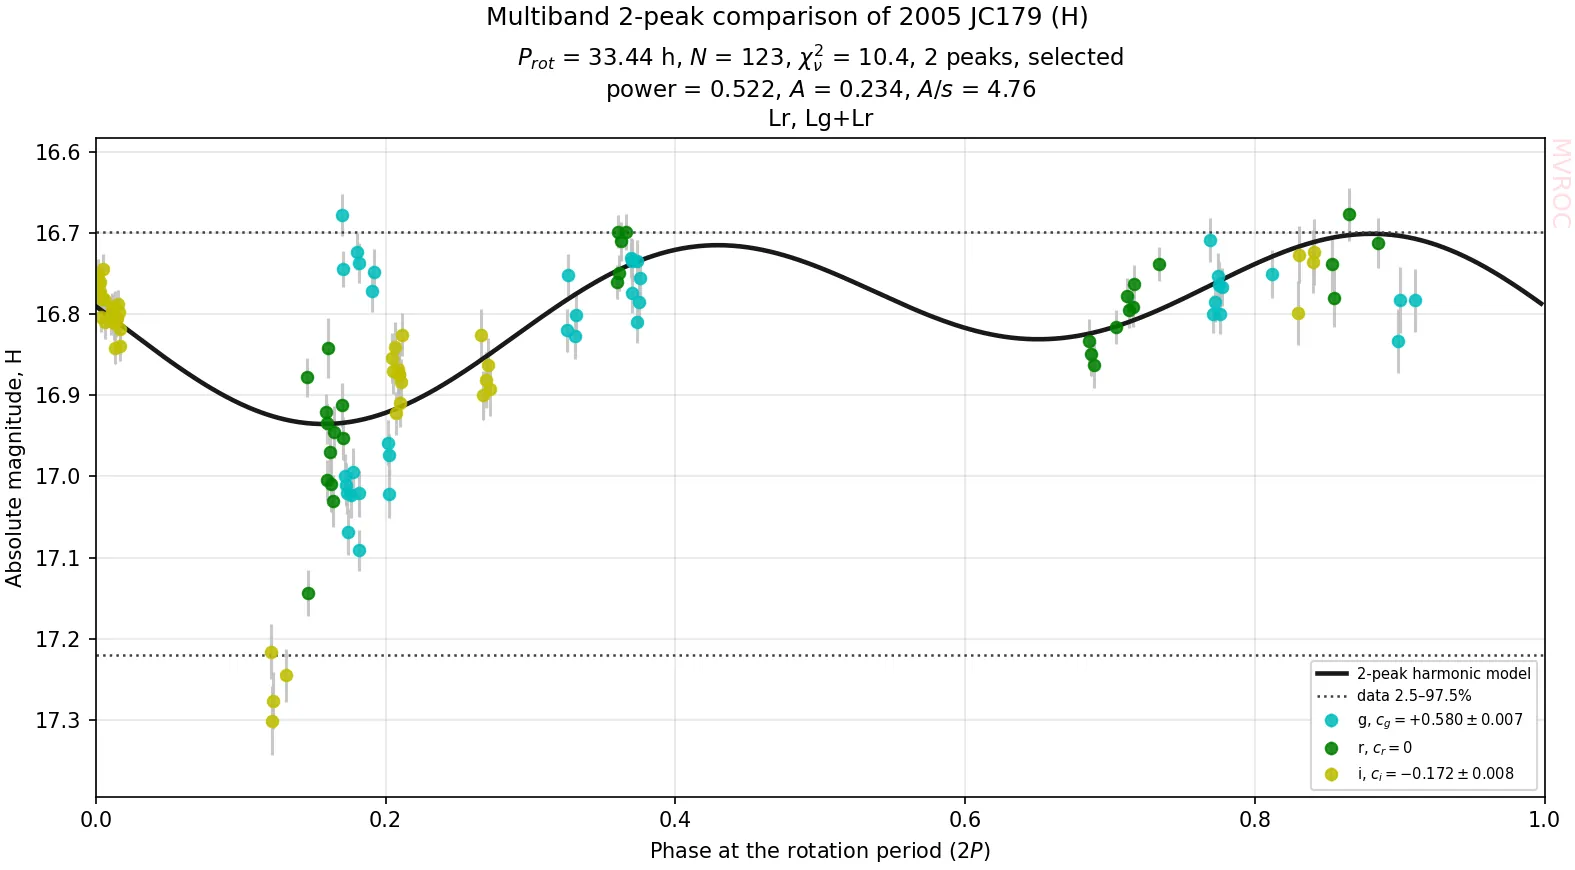 Multiband 2-peak comparison of 2005 JC179 (H)
P_rot = 33.44 h, N = 123, χ²_ν = 10.4, 2 peaks, selected
power = 0.522, A = 0.234, A/s = 4.76
Lr, Lg+Lr
MVROC
16.6
16.7
16.8
16.9
17.0
17.1
17.2
17.3
Absolute magnitude, H
2-peak harmonic model
data 2.5–97.5%
g, c_g = +0.580 ± 0.007
r, c_r = 0
i, c_i = −0.172 ± 0.008
0.0 0.2 0.4 0.6 0.8 1.0
Phase at the rotation period (2P)